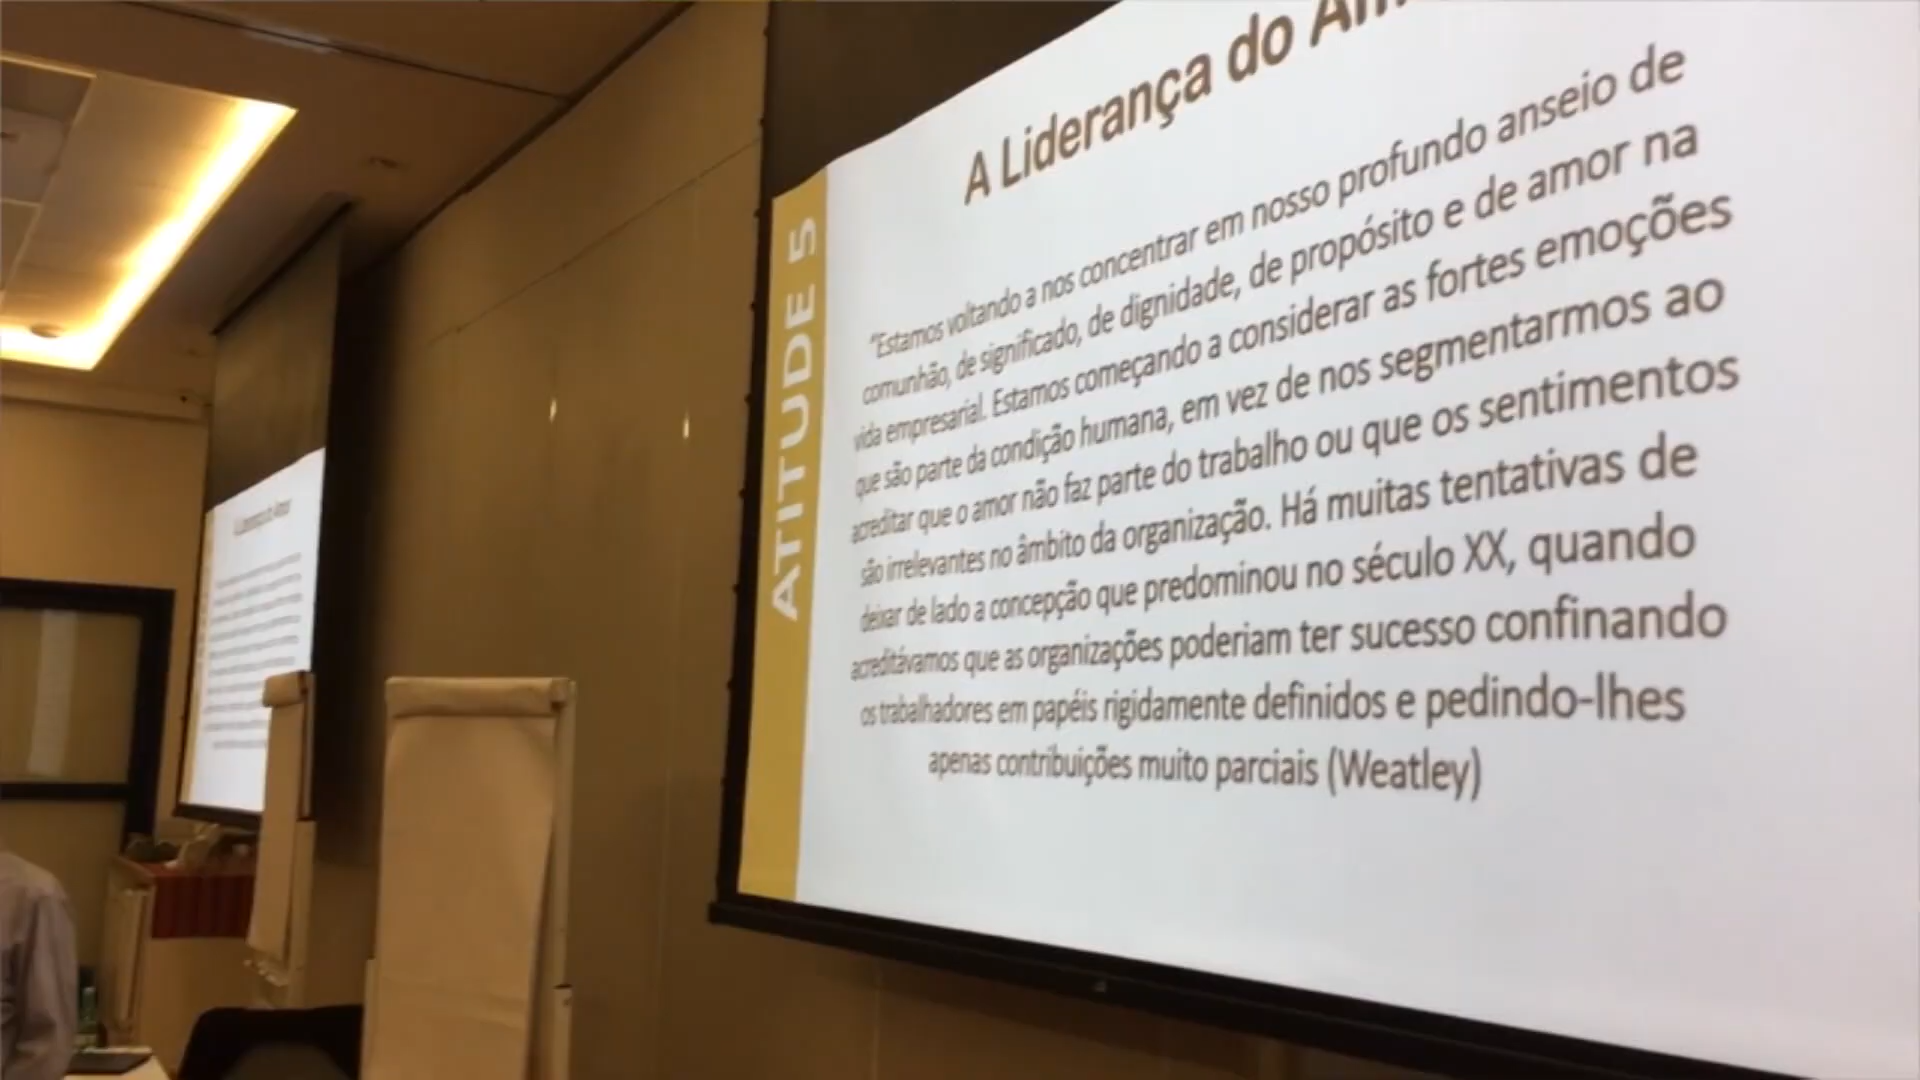 A Liderança do Am
ATITUDE 5
"Estamos voltando a nos concentrar em nosso profundo anseio de
comunhão, de significado, de dignidade, de propósito e de amor na
vida empresarial. Estamos começando a considerar as fortes emoções
que são parte da condição humana, em vez de nos segmentarmos ao
acreditar que o amor não faz parte do trabalho ou que os sentimentos
são irrelevantes no âmbito da organização. Há muitas tentativas de
deixar de lado a concepção que predominou no século XX, quando
acreditávamos que as organizações poderiam ter sucesso confinando
os trabalhadores em papéis rigidamente definidos e pedindo-lhes
apenas contribuições muito parciais (Weatley)
A Liderança do Amor